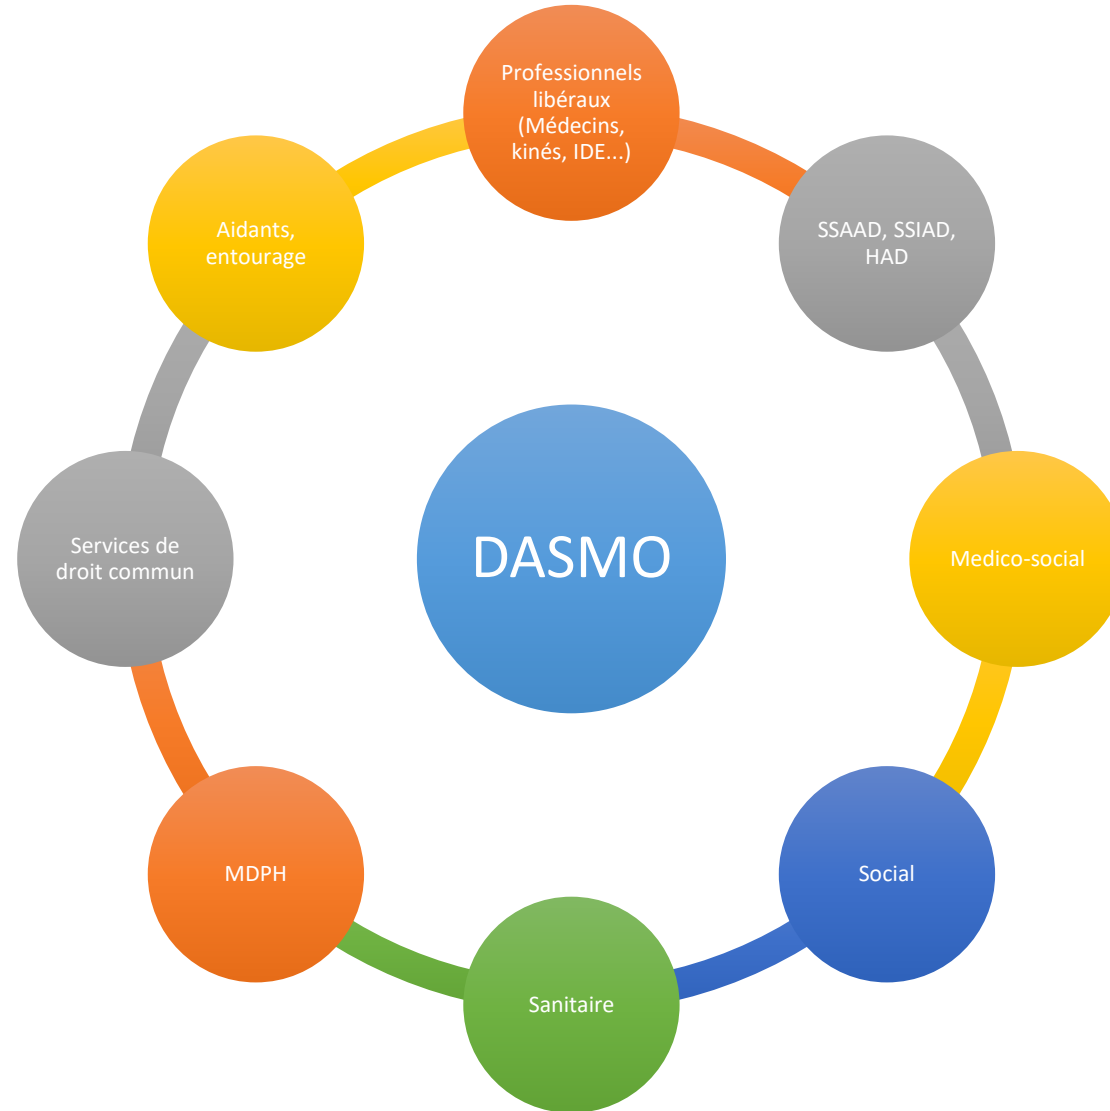 Professionnels
libéraux
(Médecins,
kinés, IDE...)
SSAAD, SSIAD,
HAD
Medico-social
Social
Sanitaire
MDPH
Services de
droit commun
Aidants,
entourage
DASMO